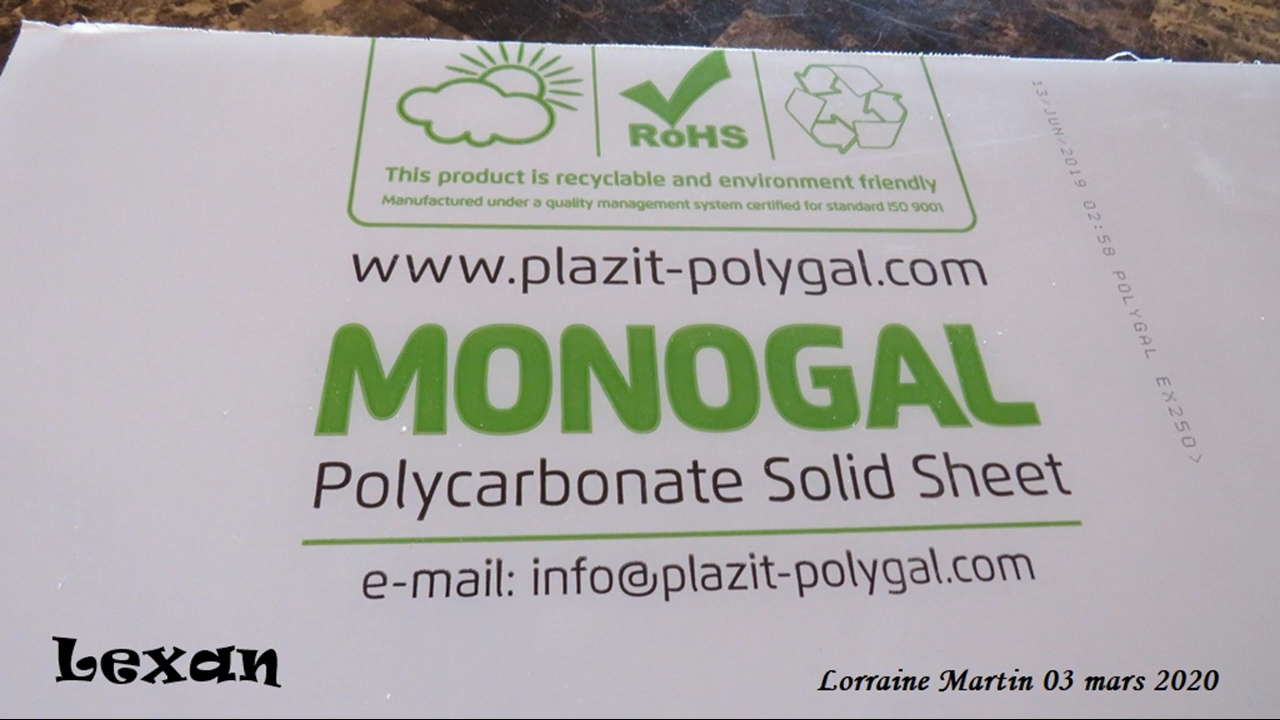 RoHS
This product is recyclable and environment friendly
Manufactured under a quality management system certified for standard ISO 9001
www.plazit-polygal.com
MONOGAL
Polycarbonate Solid Sheet
e-mail: info@plazit-polygal.com
13/JUN/2019 02:58 POLYGAL EX250>
Lexan
Lorraine Martin 03 mars 2020